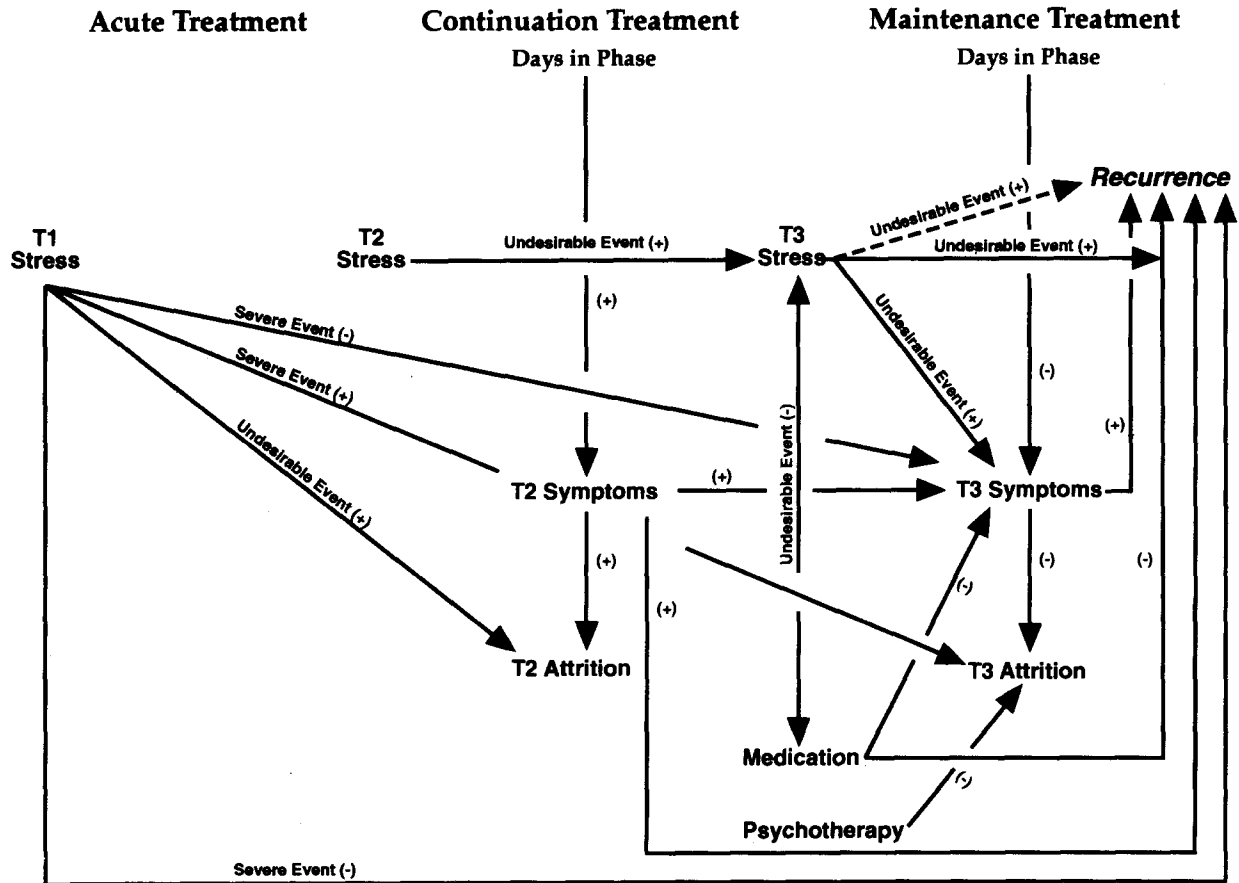 Acute Treatment
Continuation Treatment
Maintenance Treatment
Days in Phase
Days in Phase
Recurrence
Undesirable Event (+)
T1
Stress
T2
Stress
Undesirable Event (+)
T3
Stress
Undesirable Event (+)
(+)
Severe Event (-)
Undesirable Event (+)
Severe Event (+)
(-)
Undesirable Event (-)
(+)
Undesirable Event (+)
T2 Symptoms
(+)
T3 Symptoms
(+)
(-)
(-)
(-)
(+)
T2 Attrition
T3 Attrition
Medication
(-)
Psychotherapy
Severe Event (-)